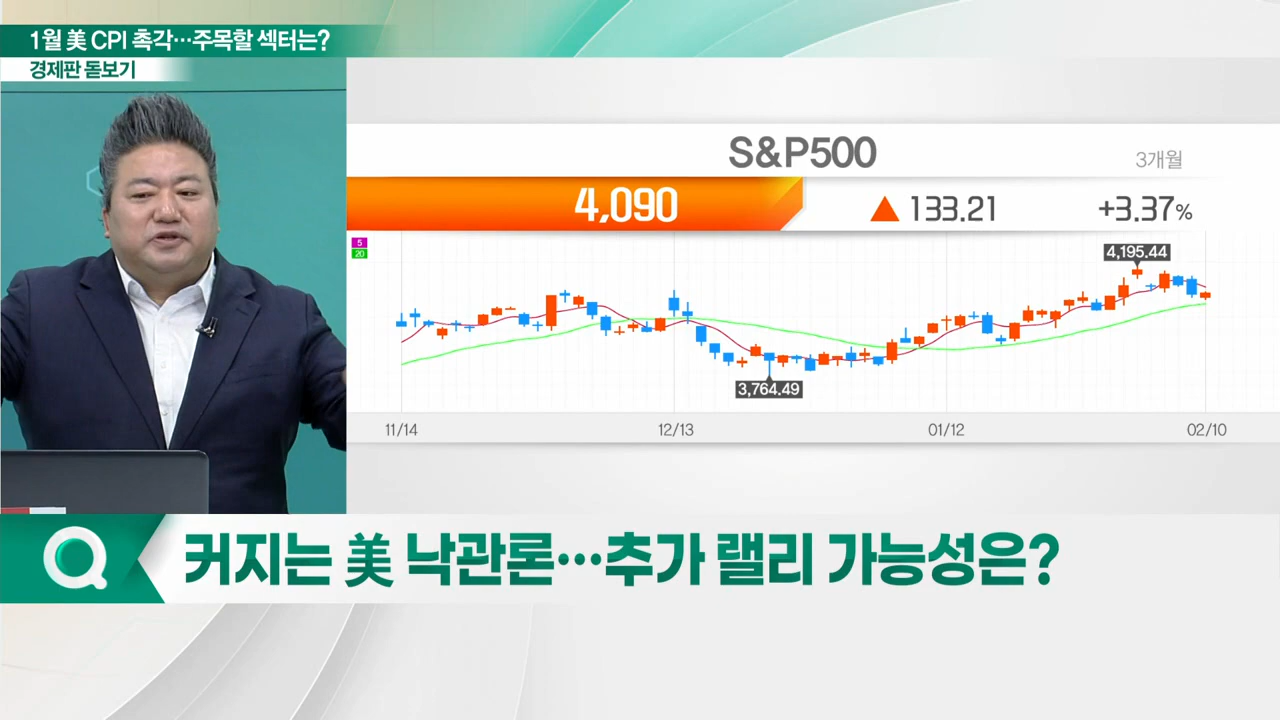 1월 美 CPI 촉각…주목할 섹터는?
경제판 돋보기
S&P500
3개월
4,090
▲ 133.21
+3.37%
5
20
4,195.44
3,764.49
11/14
12/13
01/12
02/10
커지는 美 낙관론…추가 랠리 가능성은?